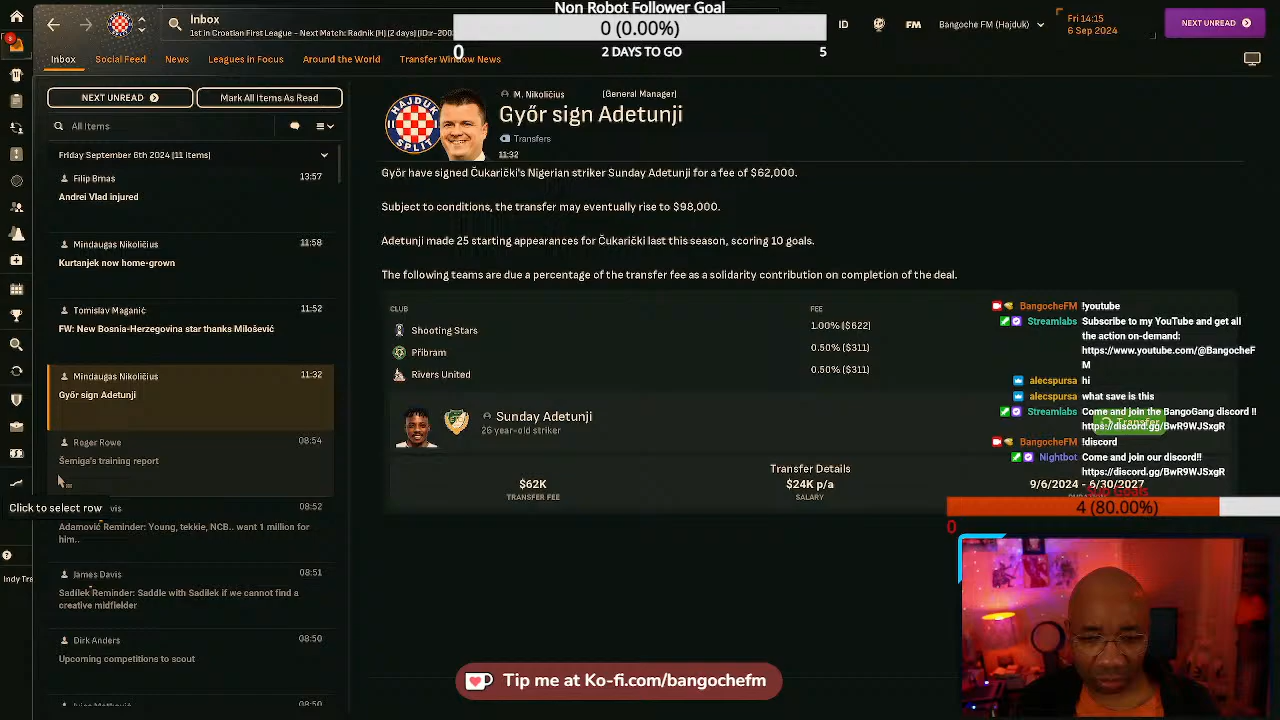 Non Robot Follower Goal
0 (0.00%)
0
2 DAYS TO GO
5
Inbox
1st in Croatian First League - Next Match: Radnik (H) (2 days)
ID
FM
Bangoche FM (Hajduk)
Fri 14:15
6 Sep 2024
NEXT UNREAD
Inbox
Social Feed
News
Leagues in Focus
Around the World
Transfer Window News
NEXT UNREAD
Mark All Items As Read
All Items
Friday September 6th 2024 (11 Items)
Filip Bmas
13:57
Andrei Vlad injured
Mindaugas Nikoličius
11:58
Kurtanjek now home-grown
Tomislav Maganić
11:52
FW: New Bosnia-Herzegovina star thanks Milošević
Mindaugas Nikoličius
11:32
Győr sign Adetunji
Roger Rowe
08:54
Šemiga's training report
Click to select row
vis
08:52
Adamović Reminder: Young, tekkie, NCB.. want 1 million for
him..
James Davis
08:51
Sadílek Reminder: Saddle with Sadilek if we cannot find a
creative midfielder
Dirk Anders
08:50
Upcoming competitions to scout
08:50
Indy Tra
HAJDUK
SPLIT
M. Nikoličius
[General Manager]
Győr sign Adetunji
Transfers
11:32
Győr have signed Čukarički's Nigerian striker Sunday Adetunji for a fee of $62,000.
Subject to conditions, the transfer may eventually rise to $98,000.
Adetunji made 25 starting appearances for Čukarički last this season, scoring 10 goals.
The following teams are due a percentage of the transfer fee as a solidarity contribution on completion of the deal.
CLUB
FEE
Shooting Stars
1.00% ($622)
Příbram
0.50% ($311)
Rivers United
0.50% ($311)
Sunday Adetunji
26 year-old striker
Transfer
Transfer Details
$62K
TRANSFER FEE
$24K p/a
SALARY
9/6/2024 - 6/30/2027
BangocheFM
!youtube
Streamlabs
Subscribe to my YouTube and get all
the action on-demand:
https://www.youtube.com/@BangocheF
M
alecspursa
hi
alecspursa
what save is this
Streamlabs
Come and join the BangoGang discord !!
https://discord.gg/BwR9WJSxgR
BangocheFM
!discord
Nightbot
Come and join our discord!!
https://discord.gg/BwR9WJSxgR
Goals
4 (80.00%)
0
Tip me at Ko-fi.com/bangochefm